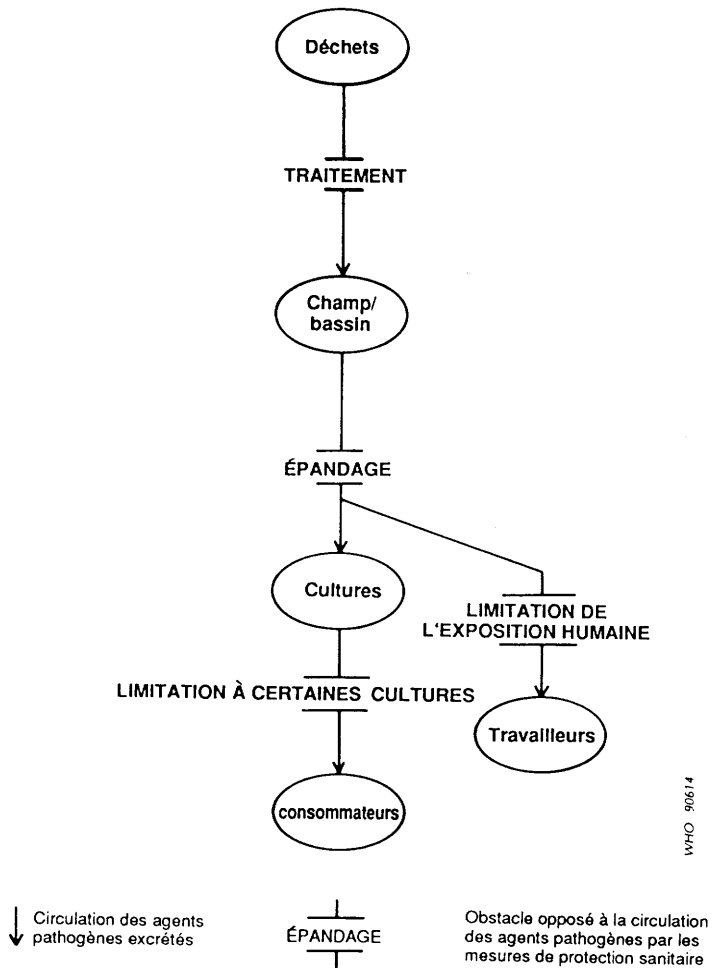 Déchets
TRAITEMENT
Champ/
bassin
ÉPANDAGE
Cultures
LIMITATION DE
L'EXPOSITION HUMAINE
LIMITATION À CERTAINES CULTURES
Travailleurs
consommateurs
WHO 90614
Circulation des agents
pathogènes excrétés
ÉPANDAGE
Obstacle opposé à la circulation
des agents pathogènes par les
mesures de protection sanitaire